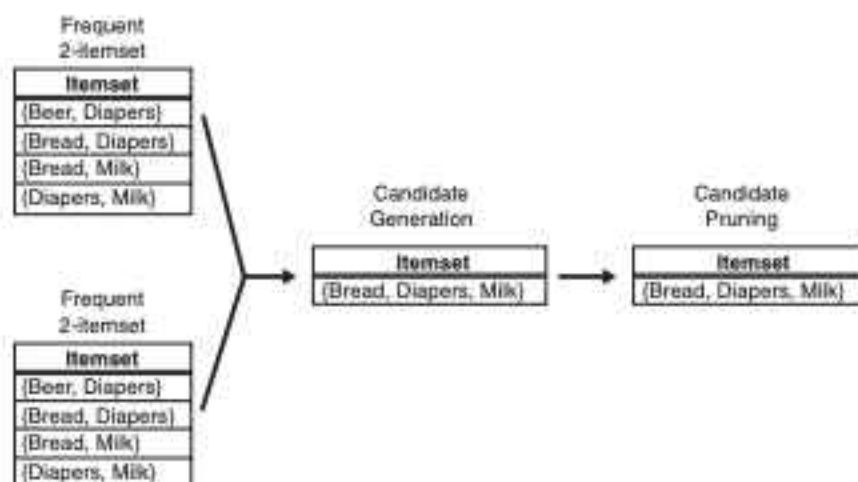 Frequent
2-itemset
Itemset
{Beer, Diapers}
{Bread, Diapers}
{Bread, Milk}
{Diapers, Milk}
Candidate
Generation
Itemset
{Bread, Diapers, Milk}
Candidate
Pruning
Itemset
{Bread, Diapers, Milk}
Frequent
2-itemset
Itemset
{Beer, Diapers}
{Bread, Diapers}
{Bread, Milk}
{Diapers, Milk}